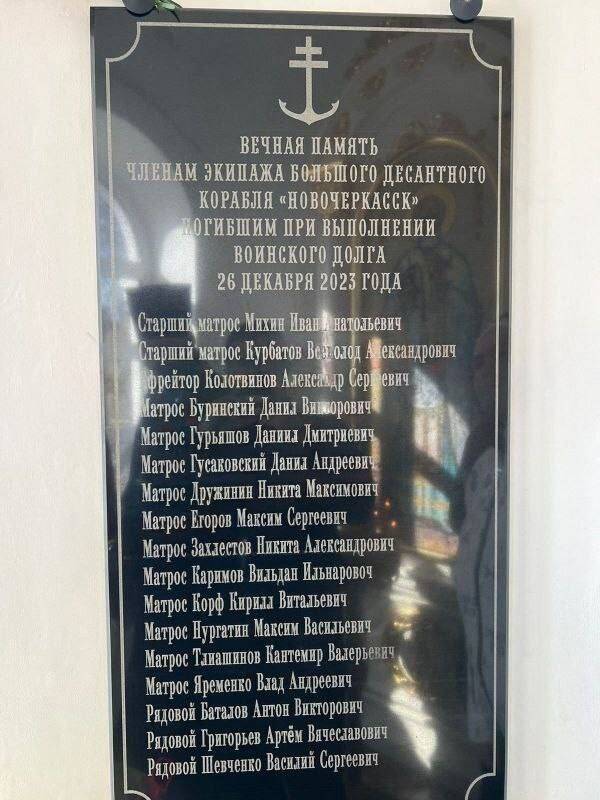 ВЕЧНАЯ ПАМЯТЬ
ЧЛЕНАМ ЭКИПАЖА БОЛЬШОГО ДЕСАНТНОГО
КОРАБЛЯ «НОВОЧЕРКАССК»
ПОГИБШИМ ПРИ ВЫПОЛНЕНИИ
ВОИНСКОГО ДОЛГА
26 ДЕКАБРЯ 2023 ГОДА
Старший матрос Михин Иван Анатольевич
Старший матрос Курбатов Всеволод Александрович
Ефрейтор Колотвинов Александр Сергеевич
Матрос Буринский Данил Викторович
Матрос Гурьяшов Даниил Дмитриевич
Матрос Гусаковский Данил Андреевич
Матрос Дружинин Никита Максимович
Матрос Егоров Максим Сергеевич
Матрос Захлестов Никита Александрович
Матрос Каримов Вильдан Ильнаровоч
Матрос Корф Кирилл Витальевич
Матрос Нургатин Максим Васильевич
Матрос Тлиашинов Кантемир Валерьевич
Матрос Яременко Влад Андреевич
Рядовой Баталов Антон Викторович
Рядовой Григорьев Артём Вячеславович
Рядовой Шевченко Василий Сергеевич